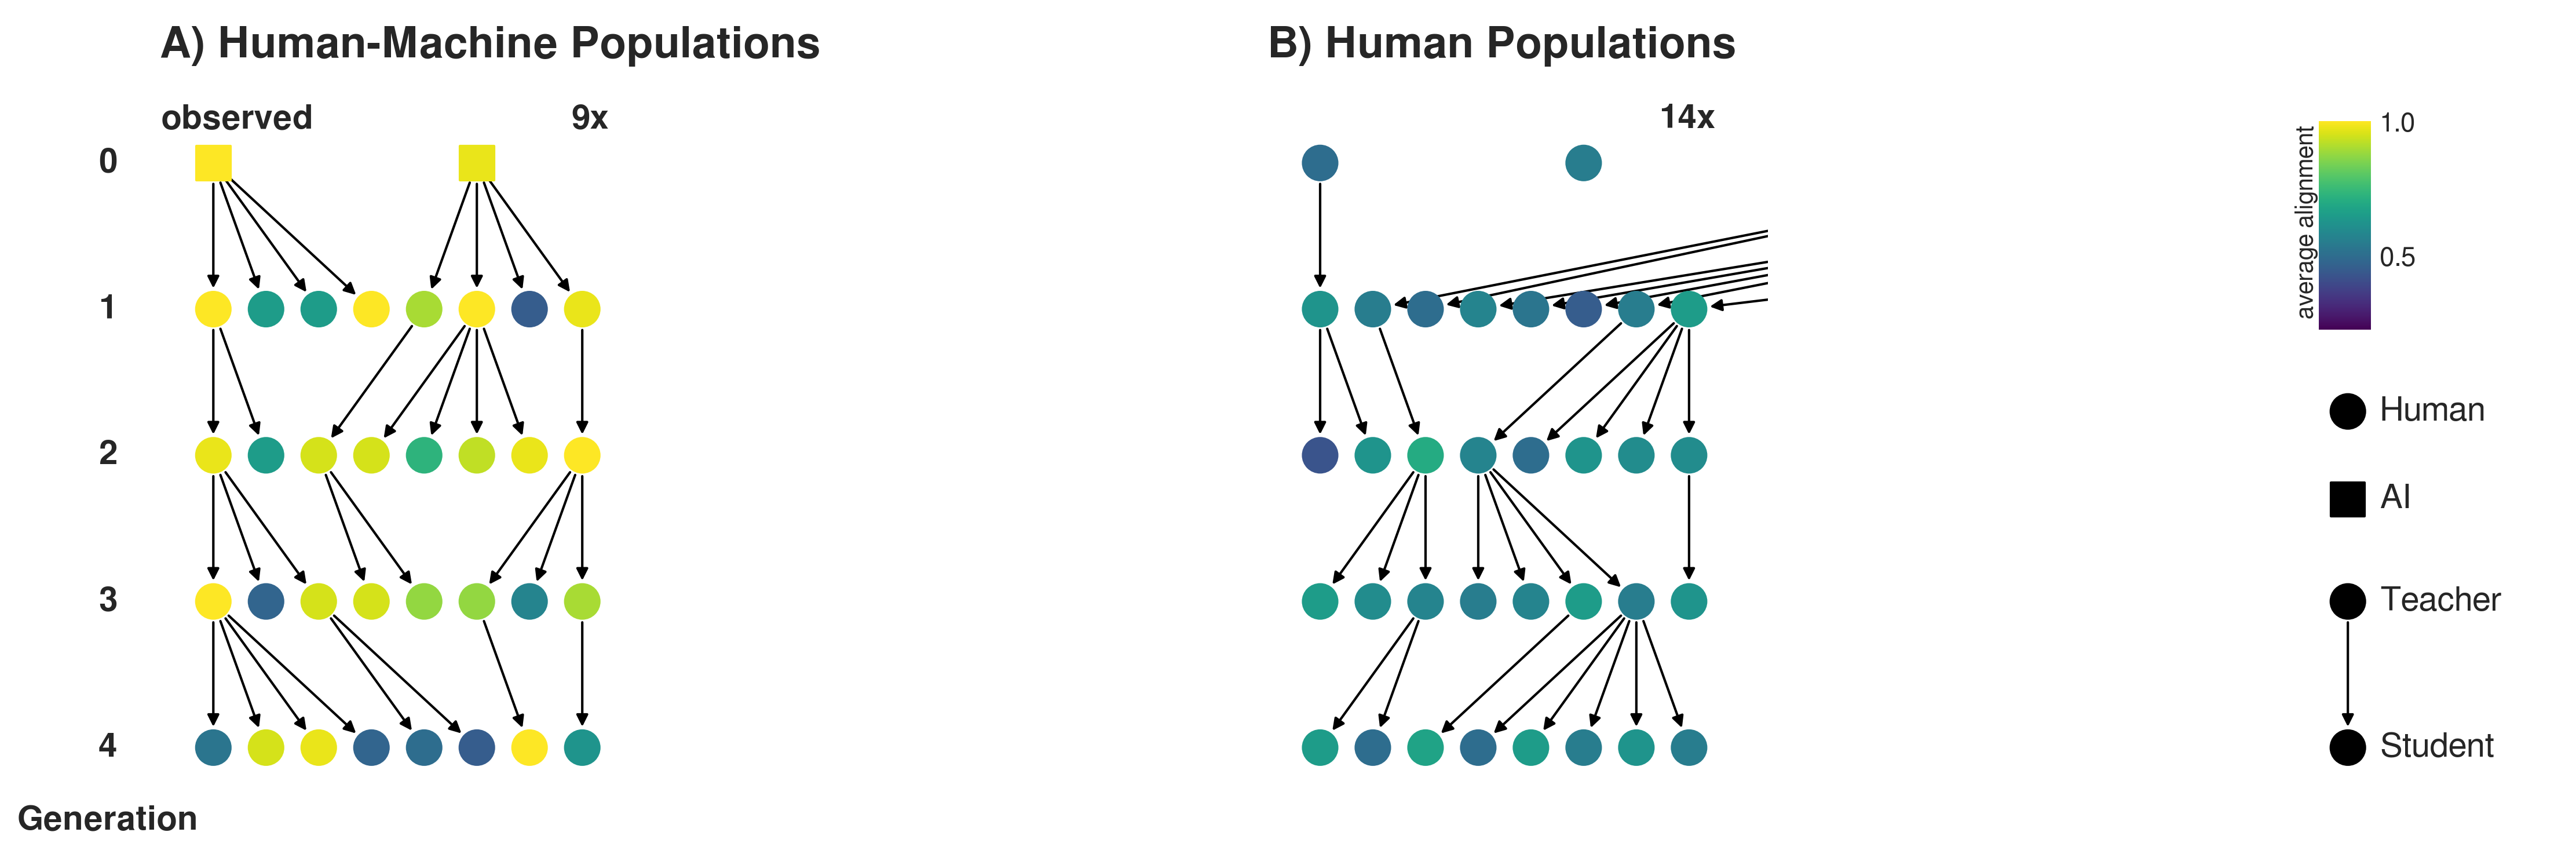 A) Human-Machine Populations
B) Human Populations
observed
9x
14x
0
1
2
3
4
Generation
average alignment
1.0
0.5
Human
AI
Teacher
Student